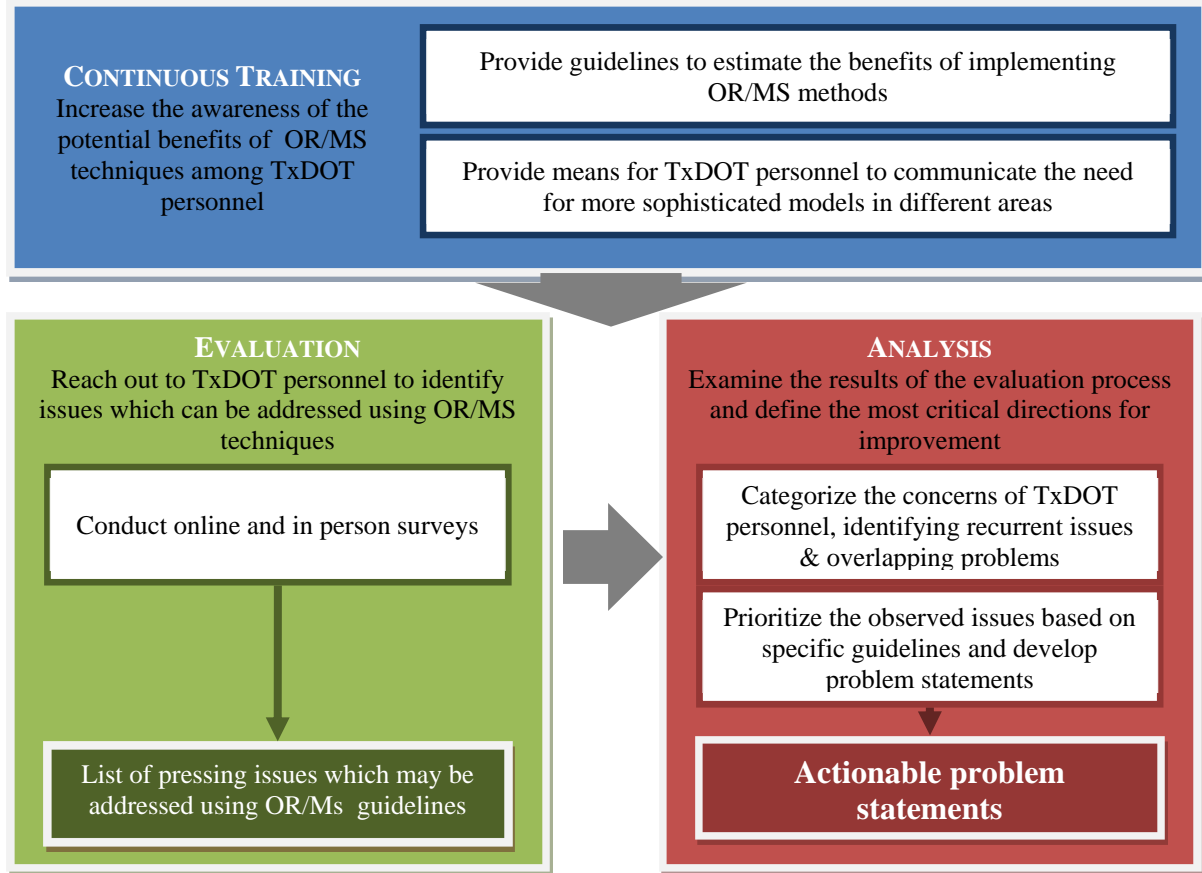 CONTINUOUS TRAINING
Increase the awareness of the
potential benefits of OR/MS
techniques among TxDOT
personnel
Provide guidelines to estimate the benefits of implementing
OR/MS methods
Provide means for TxDOT personnel to communicate the need
for more sophisticated models in different areas
EVALUATION
Reach out to TxDOT personnel to identify
issues which can be addressed using OR/MS
techniques
Conduct online and in person surveys
List of pressing issues which may be
addressed using OR/Ms guidelines
ANALYSIS
Examine the results of the evaluation process
and define the most critical directions for
improvement
Categorize the concerns of TxDOT
personnel, identifying recurrent issues
& overlapping problems
Prioritize the observed issues based on
specific guidelines and develop
problem statements
Actionable problem
statements